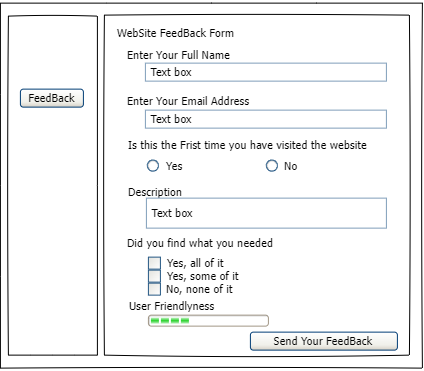 FeedBack
WebSite FeedBack Form
Enter Your Full Name
Text box
Enter Your Email Address
Text box
Is this the Frist time you have visited the website
Yes
No
Description
Text box
Did you find what you needed
Yes, all of it
Yes, some of it
No, none of it
User Friendlyness
Send Your FeedBack